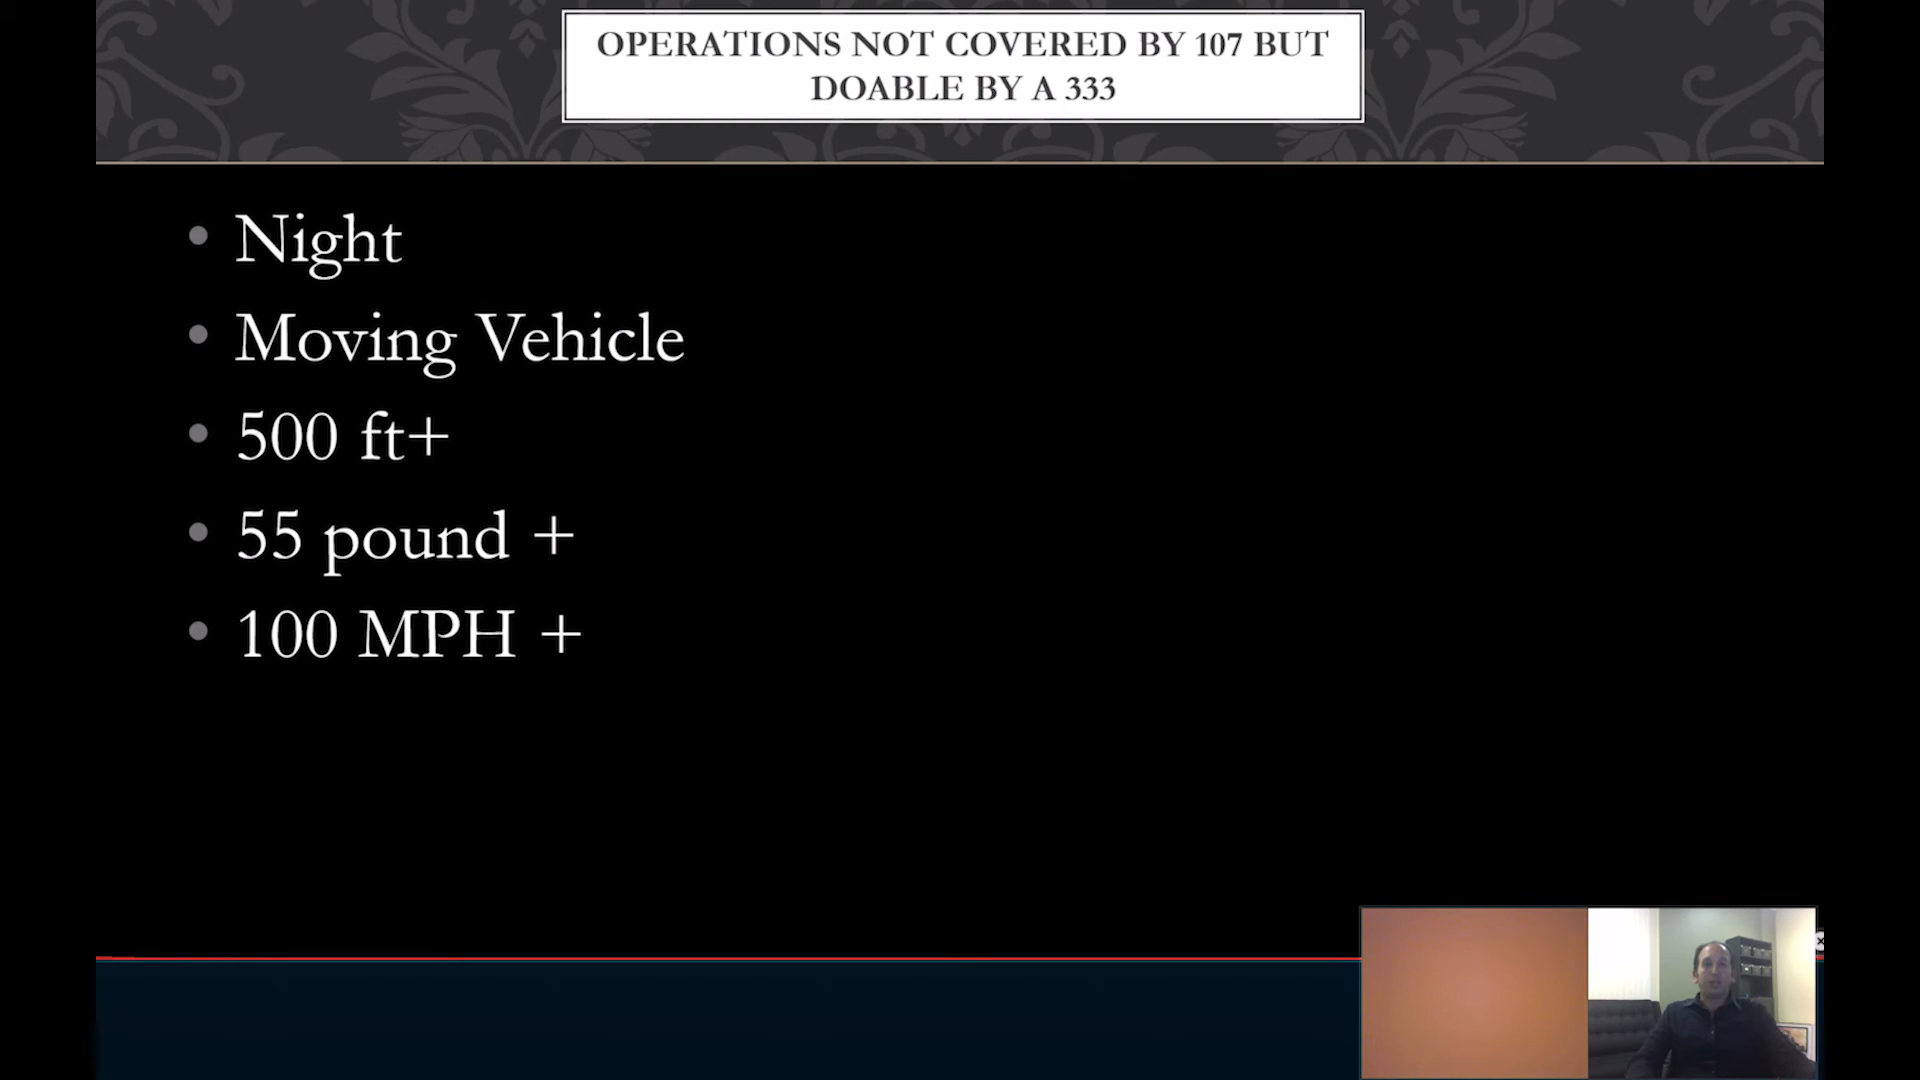 OPERATIONS NOT COVERED BY 107 BUT
DOABLE BY A 333
• Night
• Moving Vehicle
• 500 ft+
• 55 pound +
• 100 MPH +